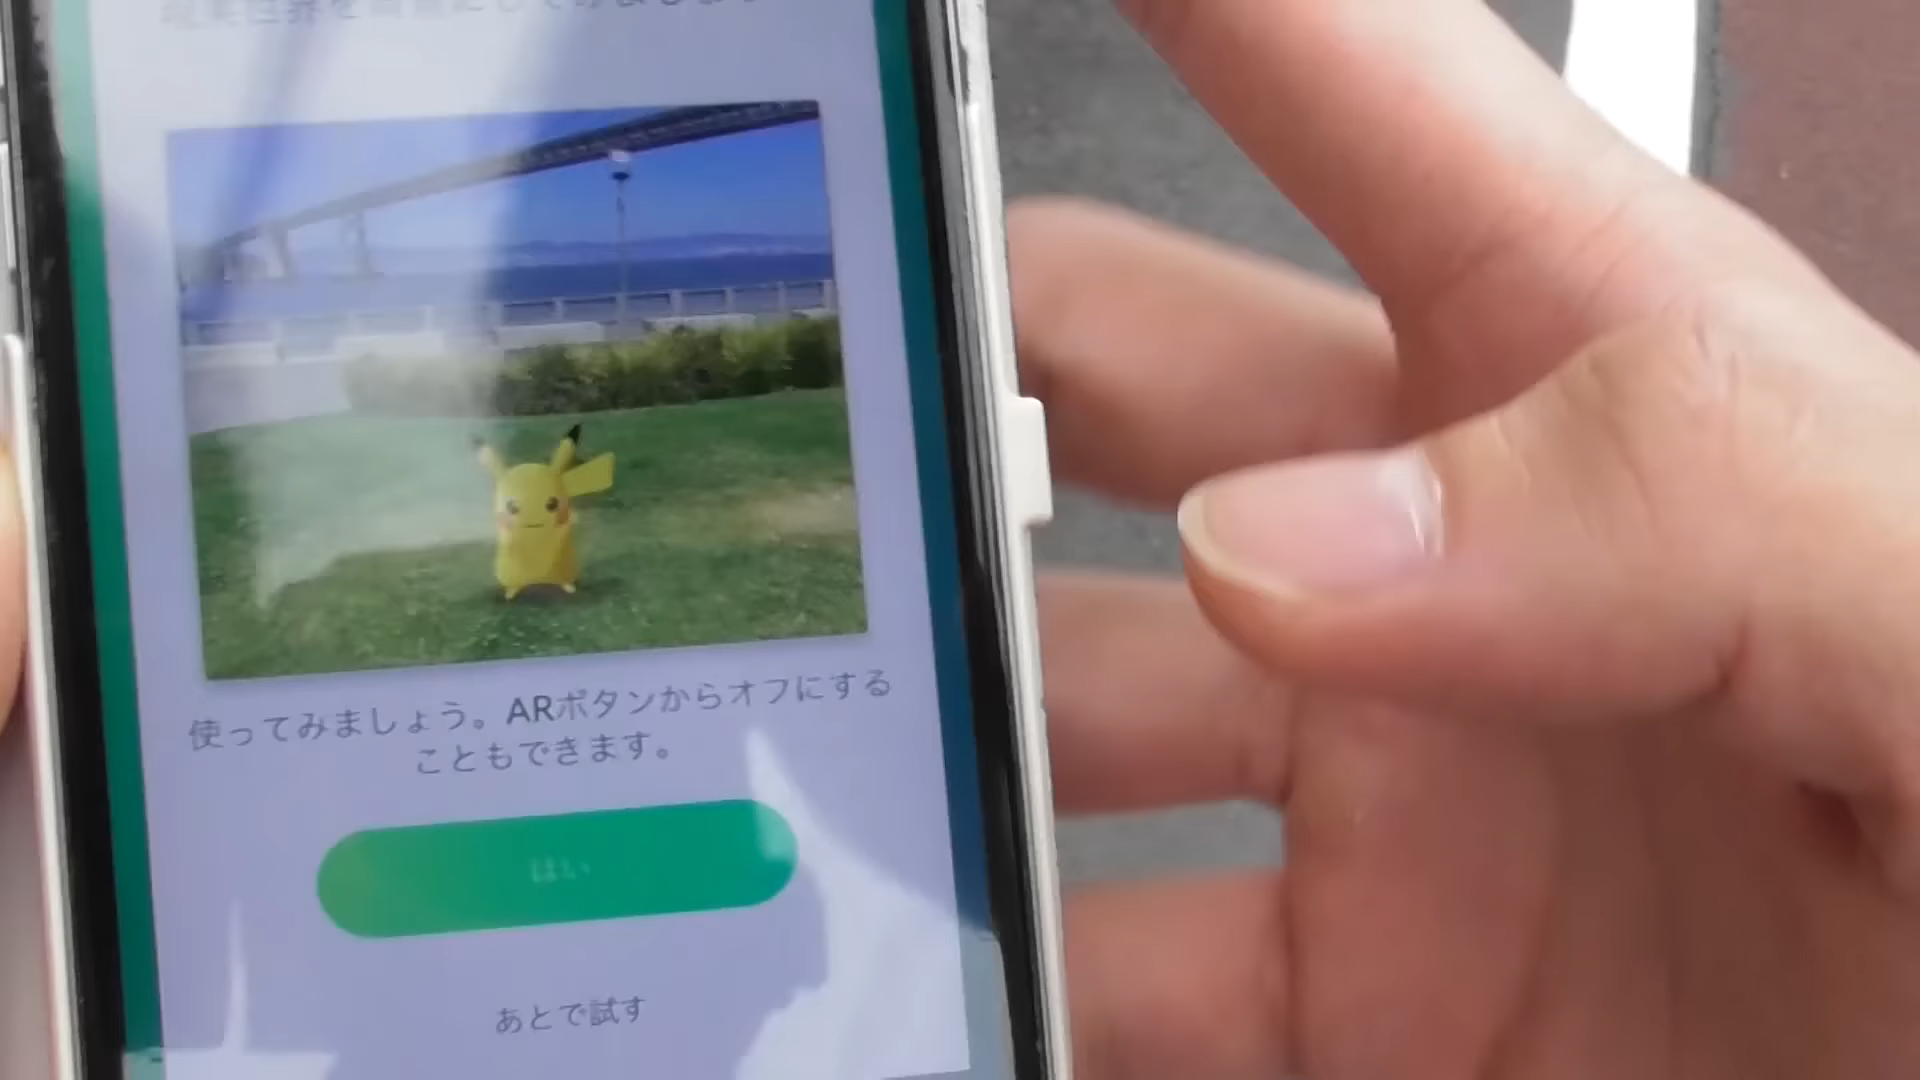 使ってみましょう。ARボタンからオフにする
こともできます。
はい
あとで試す